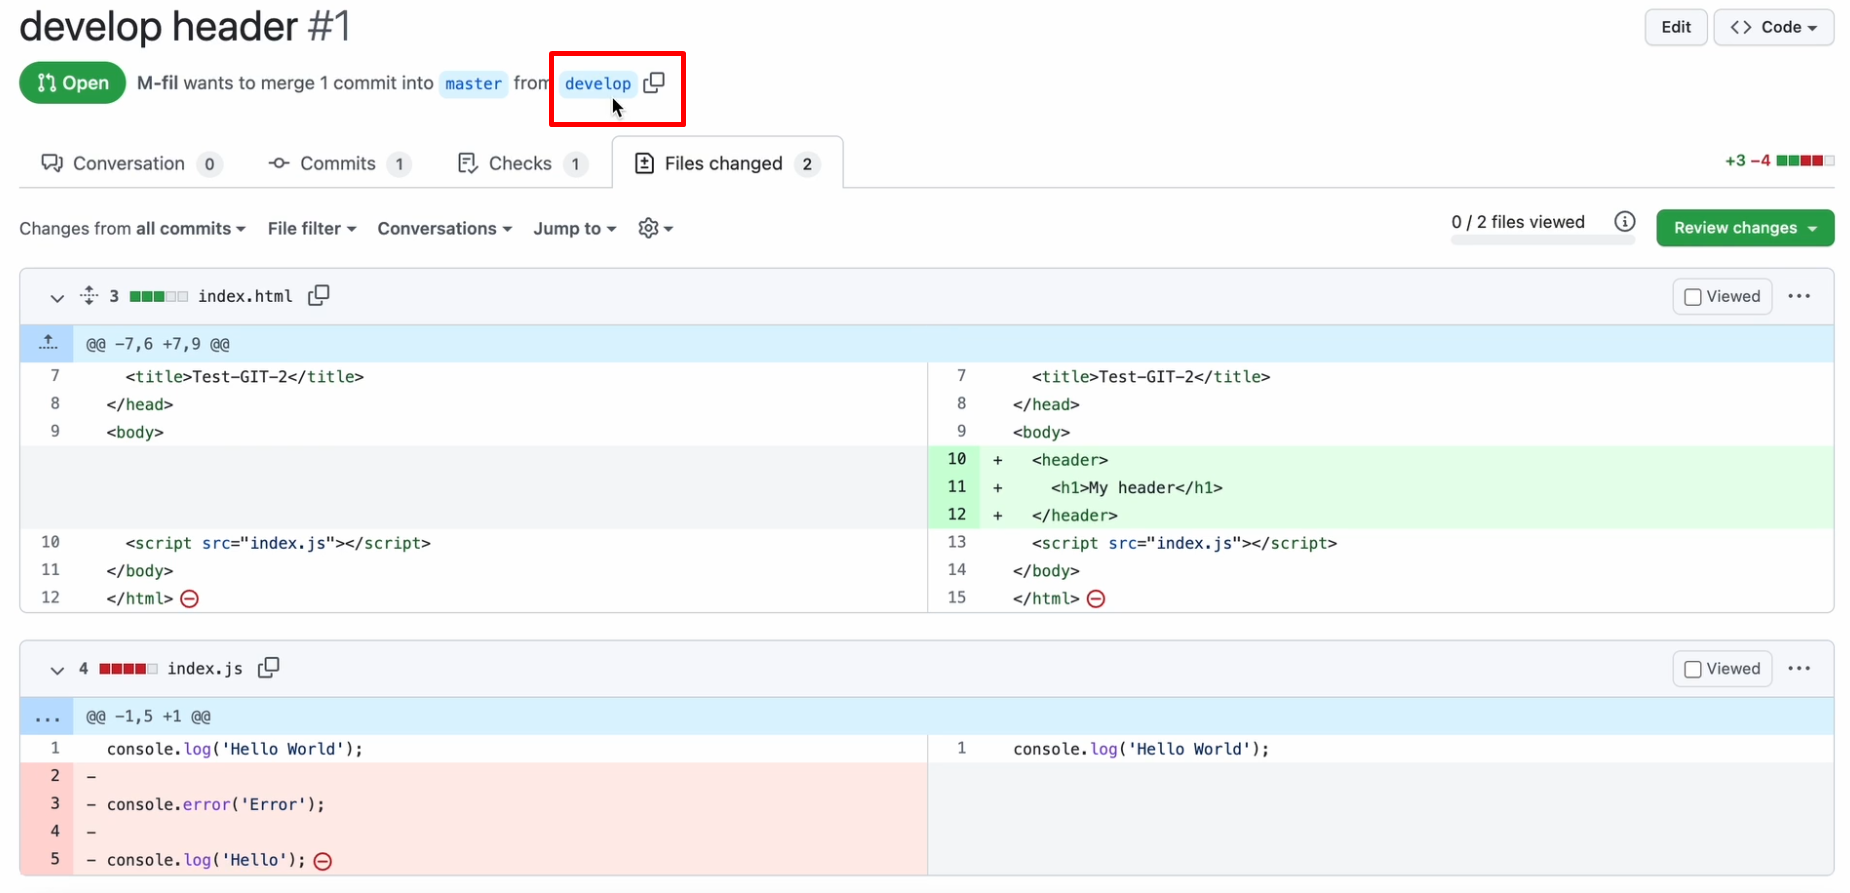 develop header #1
Edit
Code
Open M-fil wants to merge 1 commit into master from develop
Conversation 0 Commits 1 Checks 1 Files changed 2
+3 −4
Changes from all commits File filter Conversations Jump to
0 / 2 files viewed
Review changes
3 index.html
Viewed
@@ -7,6 +7,9 @@
7 <title>Test-GIT-2</title> 7 <title>Test-GIT-2</title>
8 </head> 8 </head>
9 <body> 9 <body>
10 + <header>
11 + <h1>My header</h1>
12 + </header>
10 <script src="index.js"></script> 13 <script src="index.js"></script>
11 </body> 14 </body>
12 </html> 15 </html>
4 index.js
Viewed
... @@ -1,5 +1 @@
1 console.log('Hello World'); 1 console.log('Hello World');
2 -
3 - console.error('Error');
4 -
5 - console.log('Hello');